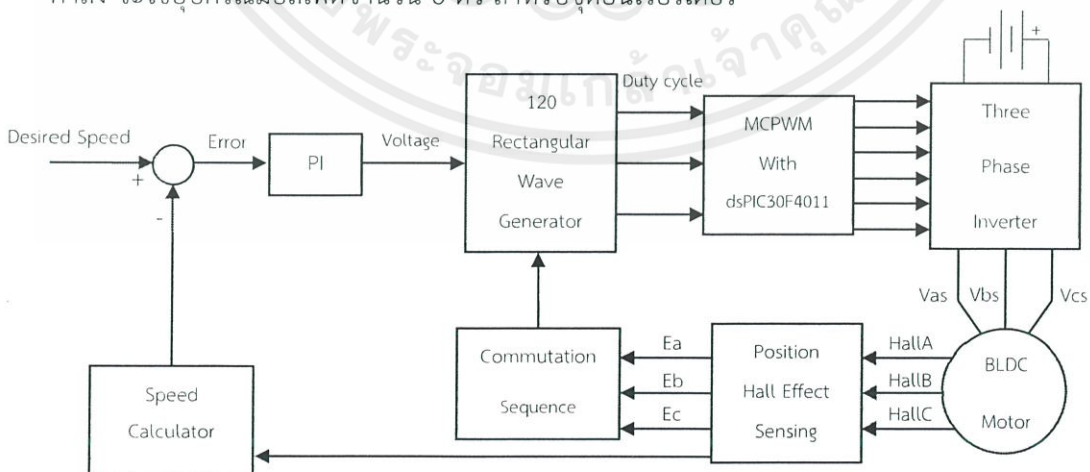 Duty cycle
120
Rectangular
Wave
Generator
Desired Speed
+
-
Error
PI
Voltage
MCPWM
With
dsPIC30F4011
+
Three
Phase
Inverter
Vas
Vbs
Vcs
Speed
Calculator
Commutation
Sequence
Ea
Eb
Ec
Position
Hall Effect
Sensing
HallA
HallB
HallC
BLDC
Motor